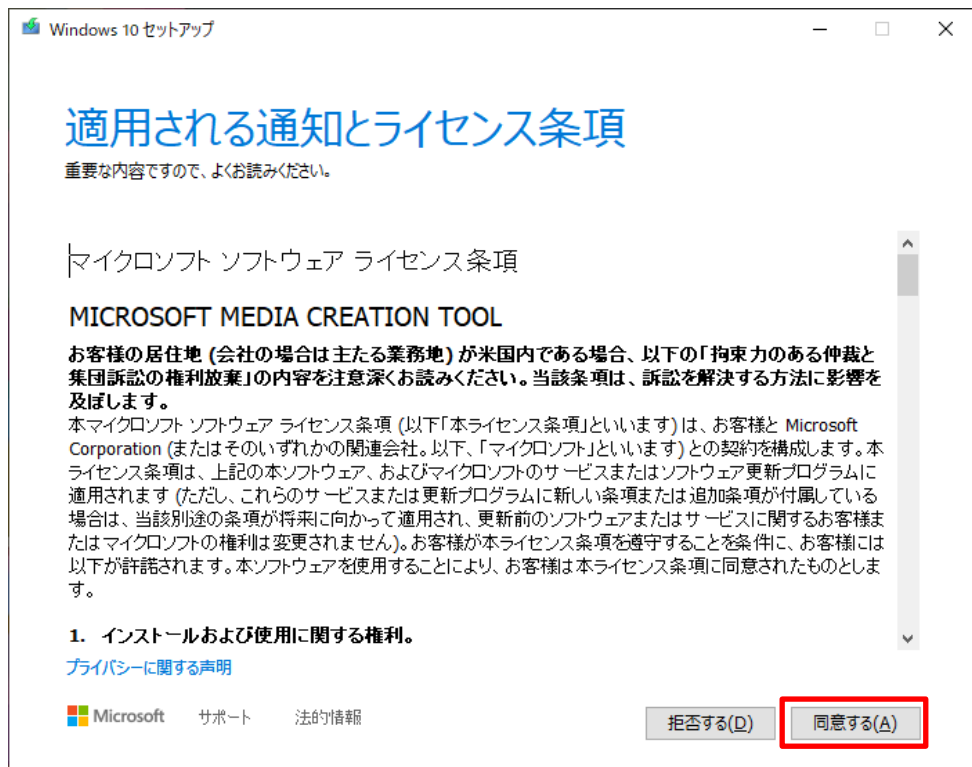 Windows 10 セットアップ
適用される通知とライセンス条項
重要な内容ですので、よくお読みください。
マイクロソフト ソフトウェア ライセンス条項
MICROSOFT MEDIA CREATION TOOL
お客様の居住地 (会社の場合は主たる業務地) が米国内である場合、以下の「拘束力のある仲裁と
集団訴訟の権利放棄」の内容を注意深くお読みください。当該条項は、訴訟を解決する方法に影響を
及ぼします。
本マイクロソフト ソフトウェア ライセンス条項 (以下「本ライセンス条項」といいます) は、お客様と Microsoft
Corporation (またはそのいずれかの関連会社。以下、「マイクロソフト」といいます) との契約を構成します。本
ライセンス条項は、上記の本ソフトウェア、およびマイクロソフトのサービスまたはソフトウェア更新プログラムに
適用されます (ただし、これらのサービスまたは更新プログラムに新しい条項または追加条項が付属している
場合は、当該別途の条項が将来に向かって適用され、更新前のソフトウェアまたはサービスに関するお客様ま
たはマイクロソフトの権利は変更されません)。お客様が本ライセンス条項を遵守することを条件に、お客様には
以下が許諾されます。本ソフトウェアを使用することにより、お客様は本ライセンス条項に同意されたものとしま
す。
1. インストールおよび使用に関する権利。
プライバシーに関する声明
Microsoft サポート 法的情報 拒否する(D) 同意する(A)